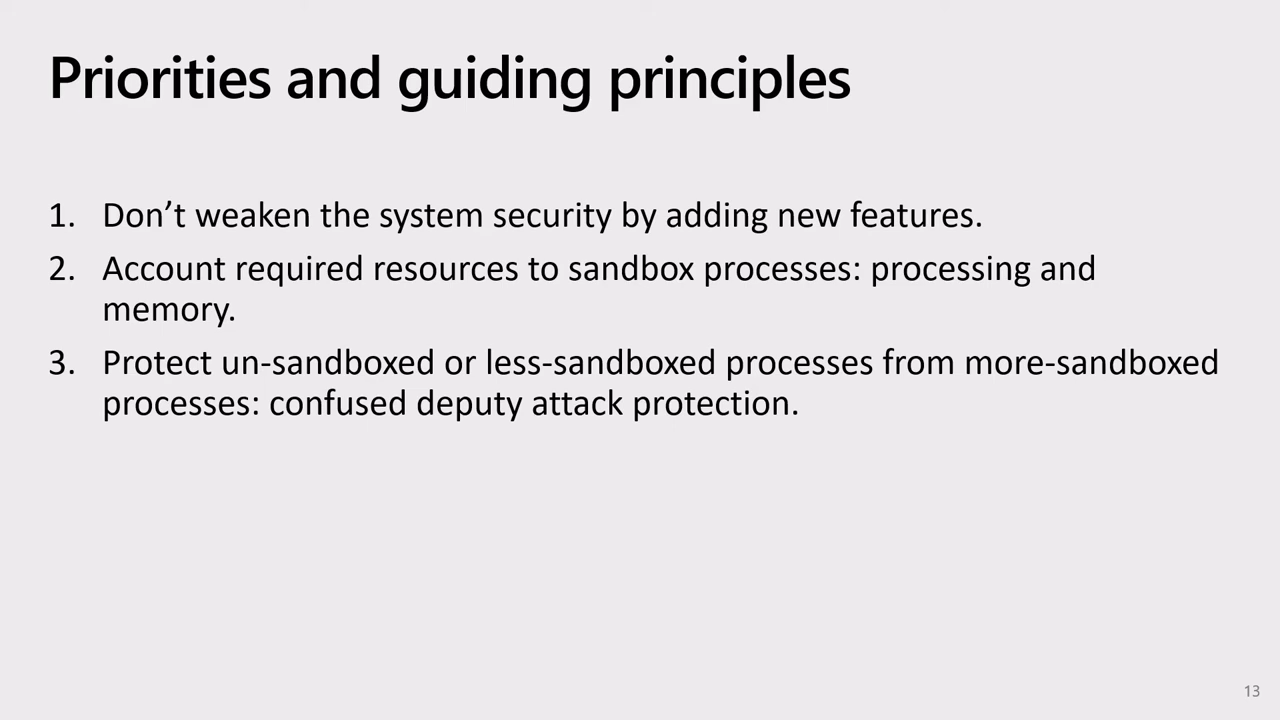 Priorities and guiding principles
1. Don’t weaken the system security by adding new features.
2. Account required resources to sandbox processes: processing and
memory.
3. Protect un-sandboxed or less-sandboxed processes from more-sandboxed
processes: confused deputy attack protection.
13